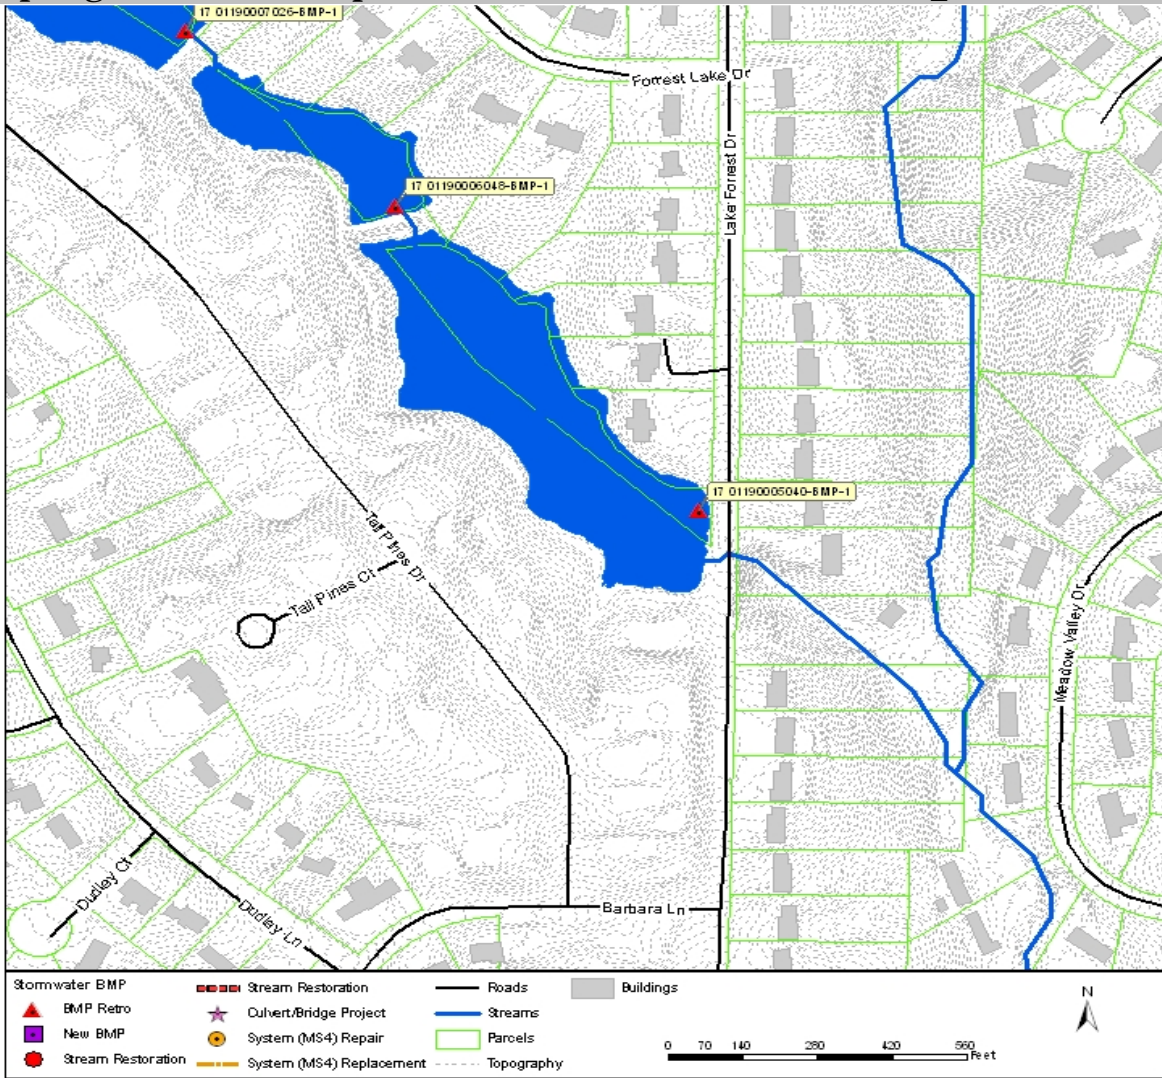 17 01190007026-BMP-1
Forrest Lake Dr
17 01190006048-BMP-1
Lake Forrest Dr
17 01190005040-BMP-1
Tall Pines Dr
Tall Pines Ct
Meadow Valley Dr
Dudley Ct
Dudley Ln
Barbara Ln
Stormwater BMP
BMP Retro
New BMP
Stream Restoration
Stream Restoration
Culvert/Bridge Project
System (MS4) Repair
System (MS4) Replacement
Roads
Streams
Parcels
Topography
Buildings
N
0 70 140 280 420 560
Feet